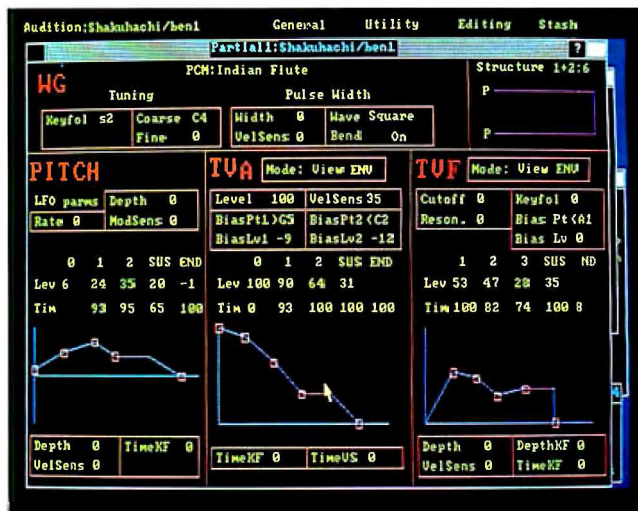 Audition:Shakuhachi/ben1 General Utility Editing Stash
Partial1:Shakuhachi/ben1 ?
WG PCM:Indian Flute Structure 1+2:6
Tuning Pulse Width P
Keyfol s2 Coarse C4 Width 0 Wave Square
Fine 0 VelSens 0 Bend On P
PITCH TVA Mode: View ENV TVF Mode: View ENV
LFO parms Depth 0 Level 100 VelSens 35 Cutoff 0 Keyfol 0
Rate 0 ModSens 0 BiasPt1 >G5 BiasPt2 <C2 Reson. 0 Bias Pt <A1
BiasLv1 -9 BiasLv2 -12 Bias Lv 0
0 1 2 SUS END 0 1 2 SUS END 1 2 3 SUS ND
Lev 6 24 35 20 -1 Lev 100 90 64 31 Lev 53 47 28 35
Tim 93 95 65 100 Tim 0 93 100 100 100 Tim 100 82 74 100 8
Depth 0 TimeKF 0 TimeKF 0 TimeVS 0 Depth 0 DepthKF 0
VelSens 0 VelSens 0 TimeKF 0